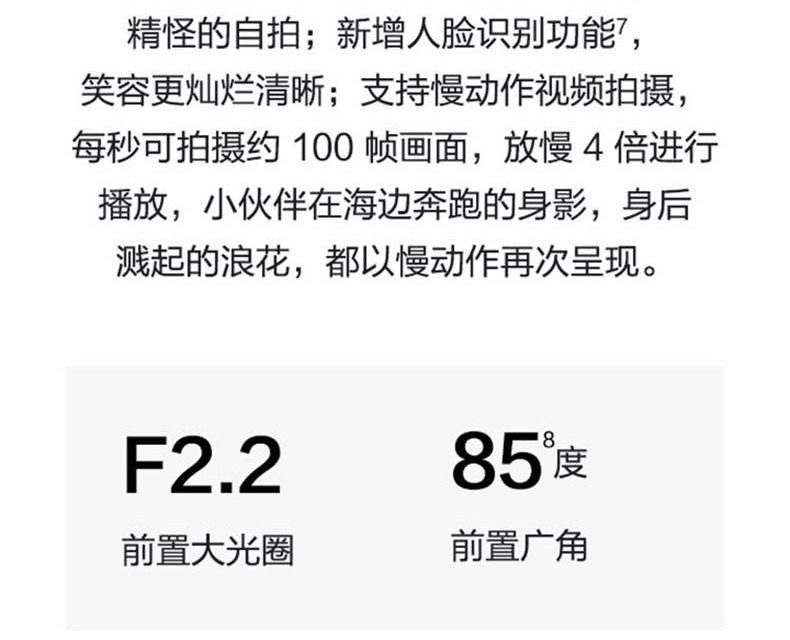 精怪的自拍；新增人脸识别功能⁷，
笑容更灿烂清晰；支持慢动作视频拍摄，
每秒可拍摄约 100 帧画面，放慢 4 倍进行
播放，小伙伴在海边奔跑的身影，身后
溅起的浪花，都以慢动作再次呈现。
F2.2
前置大光圈
85⁸度
前置广角